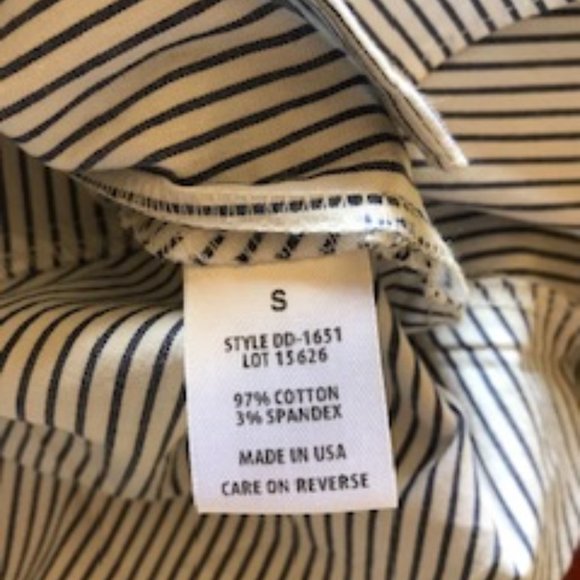 S
STYLE DD-1651
LOT 15626
97% COTTON
3% SPANDEX
MADE IN USA
CARE ON REVERSE